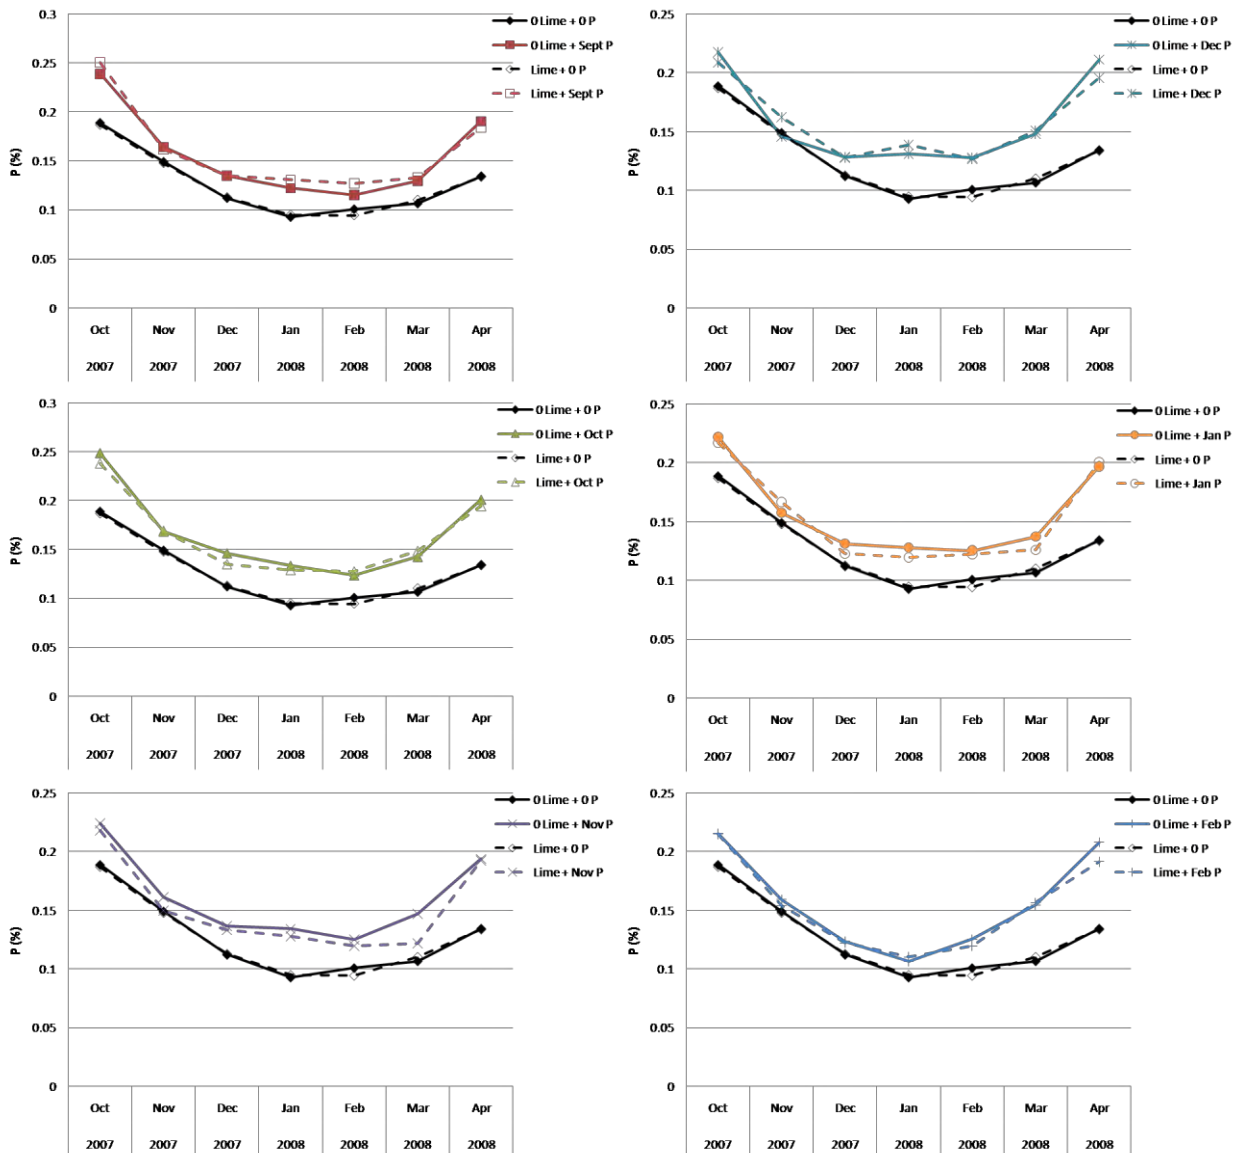 0.3
0.25
0.2
0.15
0.1
0.05
0
P (%)
Oct Nov Dec Jan Feb Mar Apr
2007 2007 2007 2008 2008 2008 2008
0 Lime + 0 P
0 Lime + Sept P
Lime + 0 P
Lime + Sept P
0.25
0.2
0.15
0.1
0.05
0
P (%)
Oct Nov Dec Jan Feb Mar Apr
2007 2007 2007 2008 2008 2008 2008
0 Lime + 0 P
0 Lime + Dec P
Lime + 0 P
Lime + Dec P
0.3
0.25
0.2
0.15
0.1
0.05
0
P (%)
Oct Nov Dec Jan Feb Mar Apr
2007 2007 2007 2008 2008 2008 2008
0 Lime + 0 P
0 Lime + Oct P
Lime + 0 P
Lime + Oct P
0.25
0.2
0.15
0.1
0.05
0
P (%)
Oct Nov Dec Jan Feb Mar Apr
2007 2007 2007 2008 2008 2008 2008
0 Lime + 0 P
0 Lime + Jan P
Lime + 0 P
Lime + Jan P
0.25
0.2
0.15
0.1
0.05
0
P (%)
Oct Nov Dec Jan Feb Mar Apr
2007 2007 2007 2008 2008 2008 2008
0 Lime + 0 P
0 Lime + Nov P
Lime + 0 P
Lime + Nov P
0.25
0.2
0.15
0.1
0.05
0
P (%)
Oct Nov Dec Jan Feb Mar Apr
2007 2007 2007 2008 2008 2008 2008
0 Lime + 0 P
0 Lime + Feb P
Lime + 0 P
Lime + Feb P